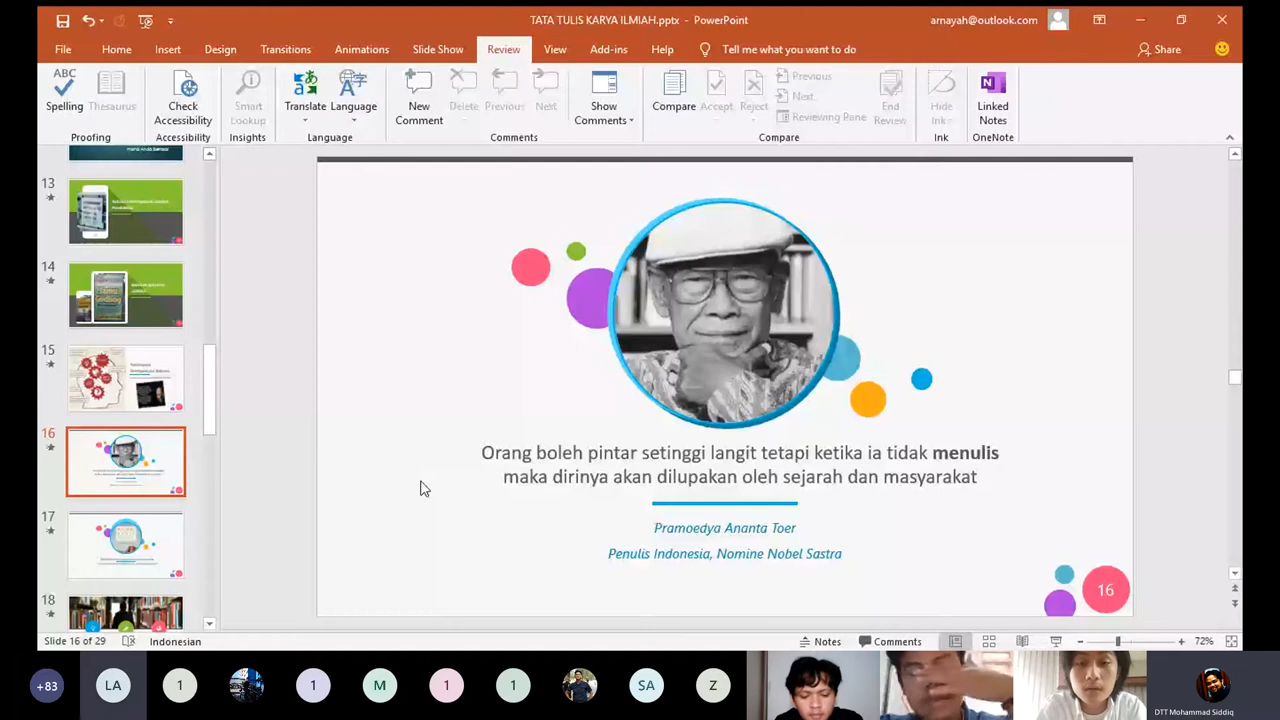 TATA TULIS KARYA ILMIAH.pptx - PowerPoint
arnayah@outlook.com
File Home Insert Design Transitions Animations Slide Show Review View Add-ins Help Tell me what you want to do Share
ABC
Spelling
Thesaurus
Check
Accessibility
Smart
Lookup
Translate
Language
New
Comment
Delete
Previous
Next
Show
Comments
Compare
Accept
Reject
Previous
Next
Reviewing Pane
End
Review
Hide
Ink
Linked
Notes
Proofing Accessibility Insights Language Comments Compare Ink OneNote
13
14
15
16
17
18
Orang boleh pintar setinggi langit tetapi ketika ia tidak menulis
maka dirinya akan dilupakan oleh sejarah dan masyarakat
Pramoedya Ananta Toer
Penulis Indonesia, Nomine Nobel Sastra
16
Slide 16 of 29 Indonesian Notes Comments 72%
+83 LA 1 1 M 1 1 SA Z
DTT Mohammad Siddiq